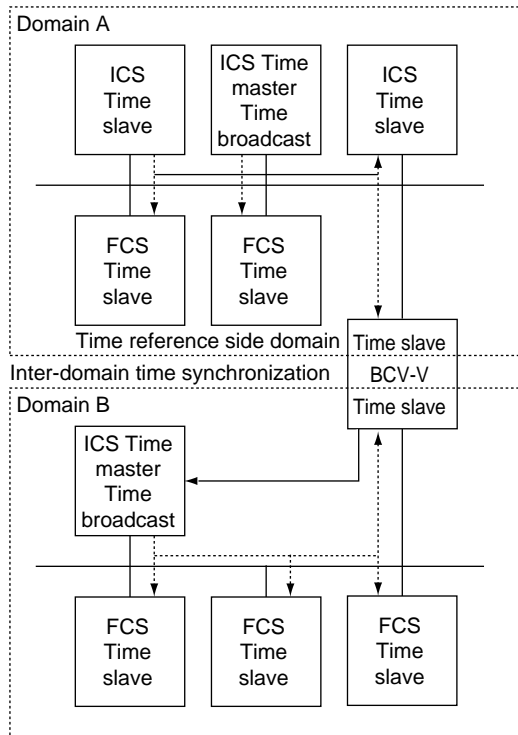 Domain A
ICS
Time
slave
ICS Time
master
Time
broadcast
ICS
Time
slave
FCS
Time
slave
FCS
Time
slave
Time reference side domain
Time slave
Inter-domain time synchronization
BCV-V
Domain B
Time slave
ICS Time
master
Time
broadcast
FCS
Time
slave
FCS
Time
slave
FCS
Time
slave